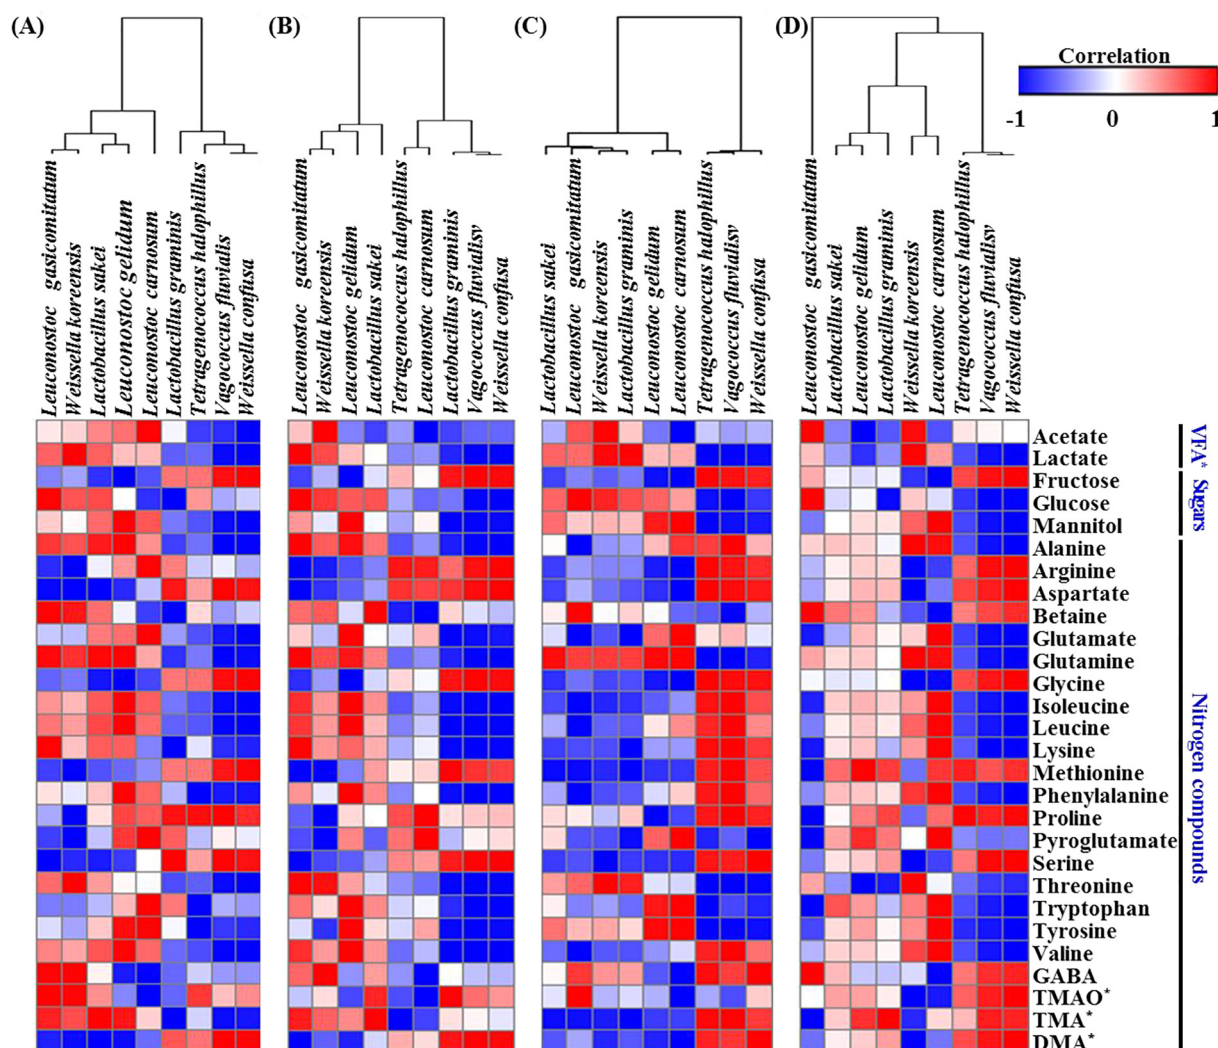 (A) (B) (C) (D)
Correlation
-1 0 1
Leuconostoc gasicomitatum
Weissella koreensis
Lactobacillus sakei
Leuconostoc gelidum
Leuconostoc carnosum
Lactobacillus graminis
Tetragenococcus halophillus
Vagococcus fluvialis
Weissella confusa
Leuconostoc gasicomitatum
Weissella koreensis
Leuconostoc gelidum
Lactobacillus sakei
Tetragenococcus halophillus
Leuconostoc carnosum
Lactobacillus graminis
Vagococcus fluvialisv
Weissella confusa
Lactobacillus sakei
Leuconostoc gasicomitatum
Weissella koreensis
Lactobacillus graminis
Leuconostoc gelidum
Leuconostoc carnosum
Tetragenococcus halophillus
Vagococcus fluvialisv
Weissella confusa
Leuconostoc gasicomitatum
Lactobacillus sakei
Leuconostoc gelidum
Lactobacillus graminis
Weissella koreensis
Leuconostoc carnosum
Tetragenococcus halophillus
Vagococcus fluvialisv
Weissella confusa
Acetate
Lactate
Fructose
Glucose
Mannitol
Alanine
Arginine
Aspartate
Betaine
Glutamate
Glutamine
Glycine
Isoleucine
Leucine
Lysine
Methionine
Phenylalanine
Proline
Pyroglutamate
Serine
Threonine
Tryptophan
Tyrosine
Valine
GABA
TMAO*
TMA*
DMA*
VFA*
Sugars
Nitrogen compounds